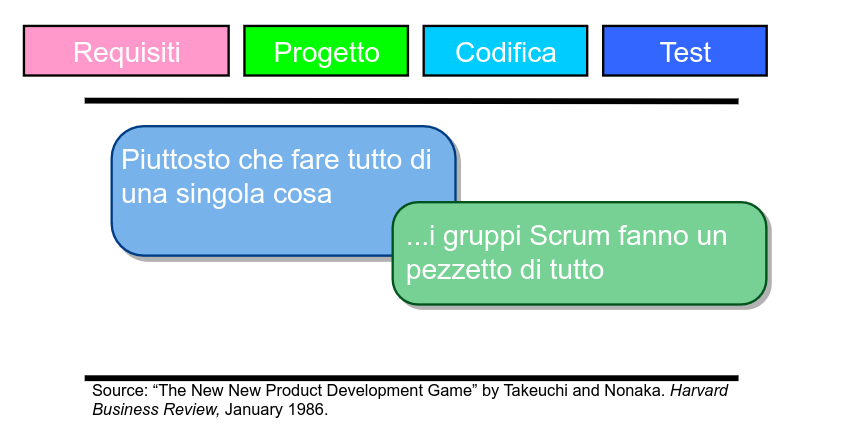 Requisiti
Progetto
Codifica
Test
Piuttosto che fare tutto di
una singola cosa
...i gruppi Scrum fanno un
pezzetto di tutto
Source: “The New New Product Development Game” by Takeuchi and Nonaka. Harvard
Business Review, January 1986.